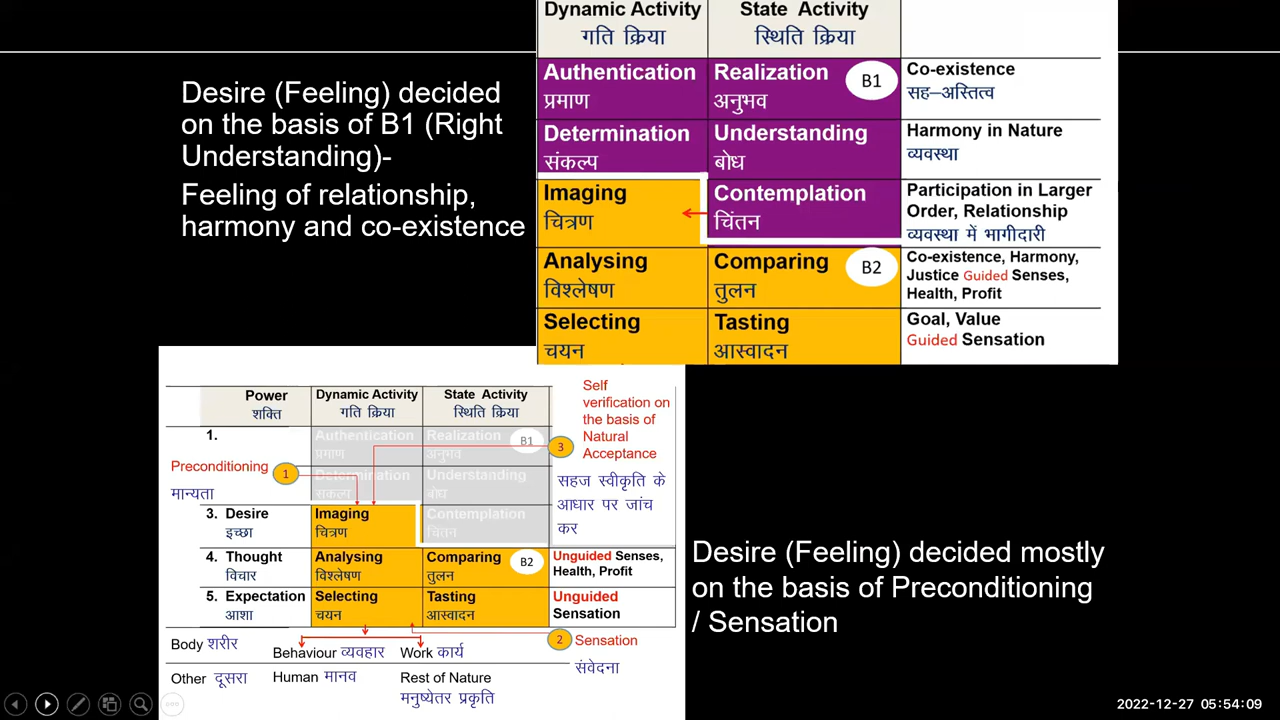 Dynamic Activity State Activity
गति क्रिया स्थिति क्रिया
Authentication Realization B1 Co-existence
प्रमाण अनुभव सह–अस्तित्व
Determination Understanding Harmony in Nature
संकल्प बोध व्यवस्था
Imaging Contemplation Participation in Larger
Order, Relationship
चित्रण चिंतन व्यवस्था में भागीदारी
Analysing Comparing B2 Co-existence, Harmony,
Justice Guided Senses,
विश्लेषण तुलन Health, Profit
Selecting Tasting Goal, Value
चयन आस्वादन Guided Sensation
Desire (Feeling) decided
on the basis of B1 (Right
Understanding)-
Feeling of relationship,
harmony and co-existence
Power Dynamic Activity State Activity
शक्ति गति क्रिया स्थिति क्रिया
1. Authentication Realization B1
प्रमाण अनुभव
Preconditioning 1 Determination Understanding
मान्यता संकल्प बोध
3. Desire Imaging Contemplation
इच्छा चित्रण चिंतन
4. Thought Analysing Comparing B2 Unguided Senses,
विचार विश्लेषण तुलन Health, Profit
5. Expectation Selecting Tasting Unguided
आशा चयन आस्वादन Sensation
Self
verification on
the basis of
Natural
3 Acceptance
सहज स्वीकृति के
आधार पर जांच
कर
Body शरीर Behaviour व्यवहार Work कार्य 2 Sensation
संवेदना
Other दूसरा Human मानव Rest of Nature
मनुष्येतर प्रकृति
Desire (Feeling) decided mostly
on the basis of Preconditioning
/ Sensation
2022-12-27 05:54:09